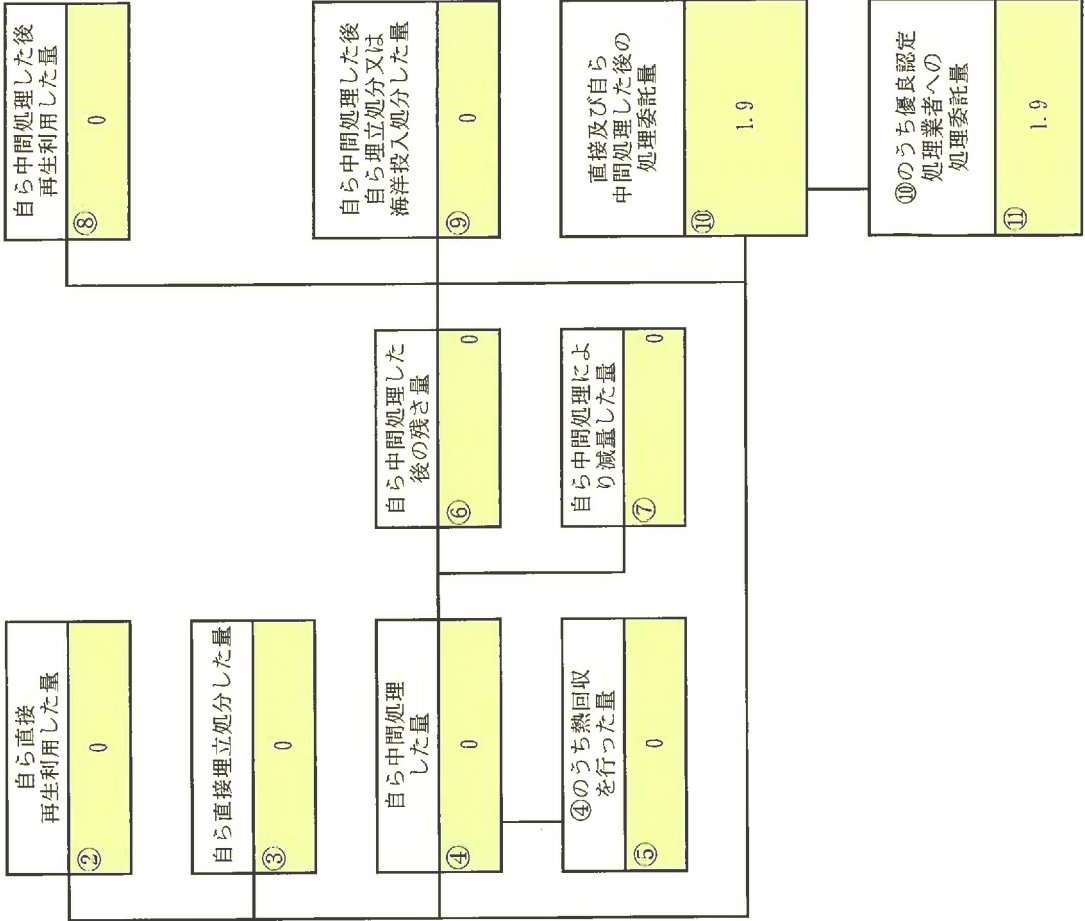 自ら直接
再生利用した量
②
0
自ら直接埋立処分した量
③
0
自ら中間処理
した量
④
0
④のうち熱回収
を行った量
⑤
0
自ら中間処理した
後の残さ量
⑥
0
自ら中間処理によ
り減量した量
⑦
0
自ら中間処理した後
再生利用した量
⑧
0
自ら中間処理した後
自ら埋立処分又は
海洋投入処分した量
⑨
0
直接及び自ら
中間処理した後の
処理委託量
⑩
1.9
⑩のうち優良認定
処理業者への
処理委託量
⑪
1.9